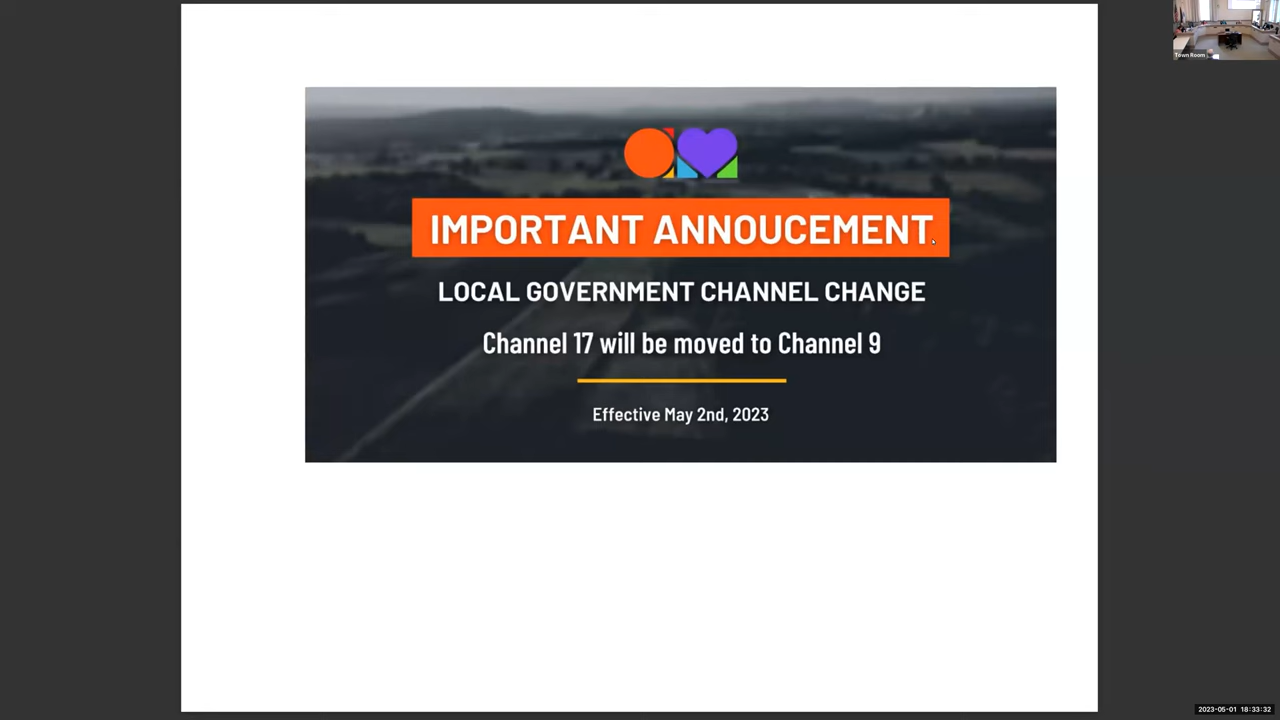 Town Room
IMPORTANT ANNOUCEMENT
LOCAL GOVERNMENT CHANNEL CHANGE
Channel 17 will be moved to Channel 9
Effective May 2nd, 2023
2023-05-01 18:33:32